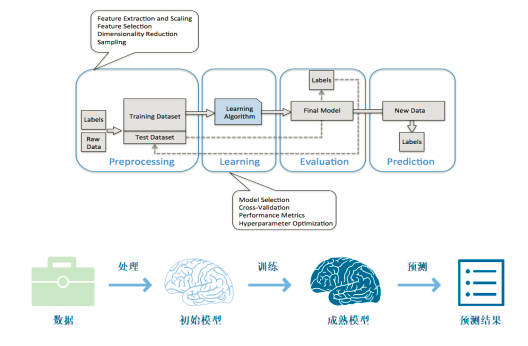 Feature Extraction and Scaling
Feature Selection
Dimensionality Reduction
Sampling
Labels
Raw
Data
Training Dataset
Test Dataset
Learning
Algorithm
Labels
Final Model
New Data
Labels
Preprocessing
Learning
Evaluation
Prediction
Model Selection
Cross-Validation
Performance Metrics
Hyperparameter Optimization
处理
训练
预测
数据
初始模型
成熟模型
预测结果